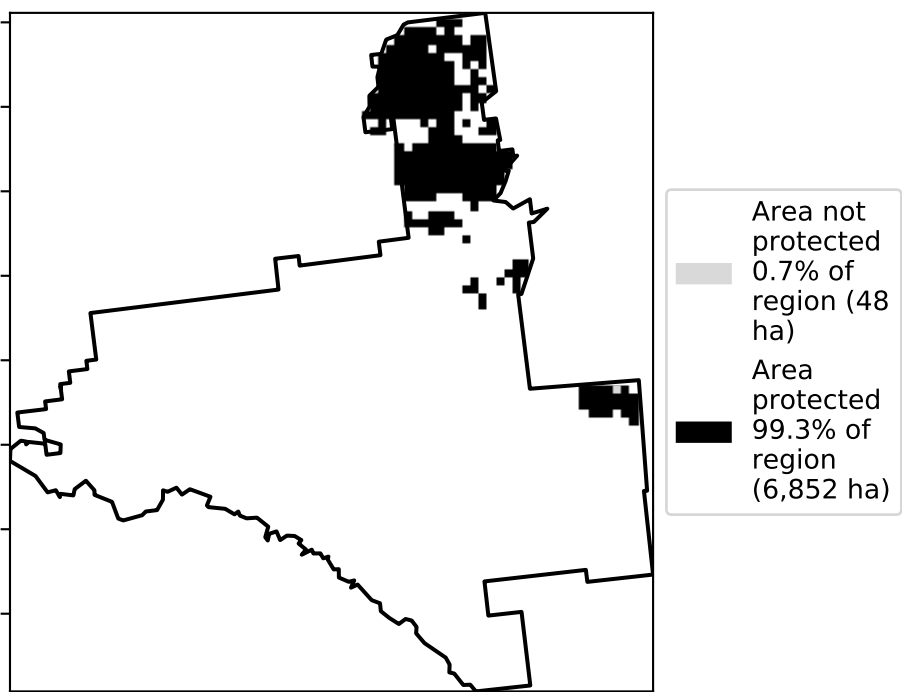 Area not
protected
0.7% of
region (48
ha)
Area
protected
99.3% of
region
(6,852 ha)